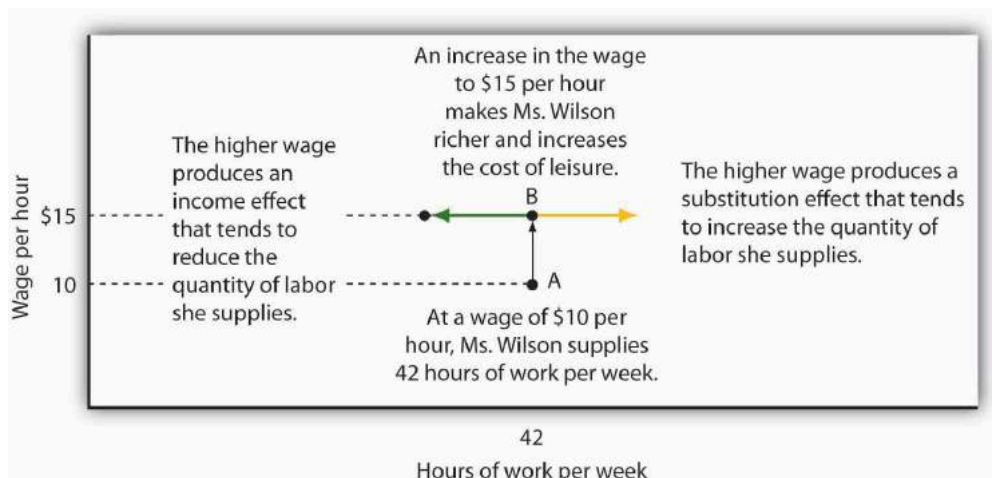 An increase in the wage
to $15 per hour
makes Ms. Wilson
richer and increases
the cost of leisure.
The higher wage
produces an
income effect
that tends to
reduce the
quantity of labor
she supplies.
The higher wage produces a
substitution effect that tends
to increase the quantity of
labor she supplies.
Wage per hour
$15
B
10
A
At a wage of $10 per
hour, Ms. Wilson supplies
42 hours of work per week.
42
Hours of work per week